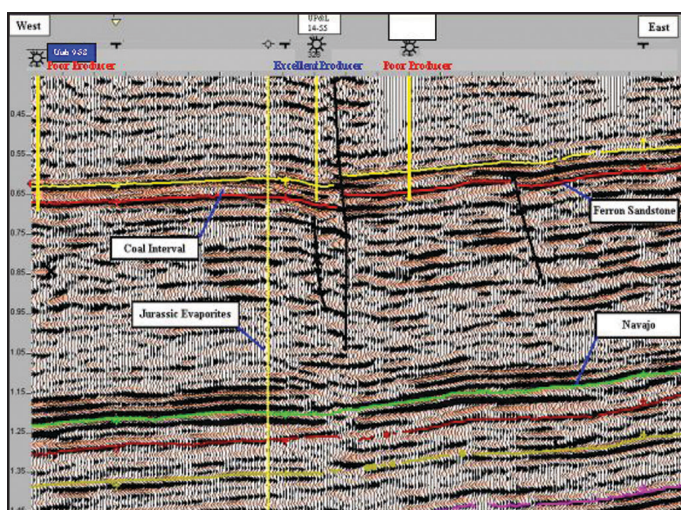 West
UP&L
14-55
East
Utah 9-58
Poor Producer
Excellent Producer
Poor Producer
0.45
0.55
0.65
0.75
0.85
0.95
1.05
1.15
1.25
1.35
Coal Interval
Ferron Sandstone
Jurassic Evaporites
Navajo